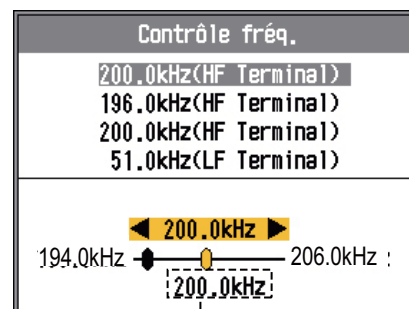 Contrôle fréq.
200.0kHz(HF Terminal)
196.0kHz(HF Terminal)
200.0kHz(HF Terminal)
51.0kHz(LF Terminal)
◀ 200.0kHz ▶
194.0kHz 206.0kHz :
200.0kHz